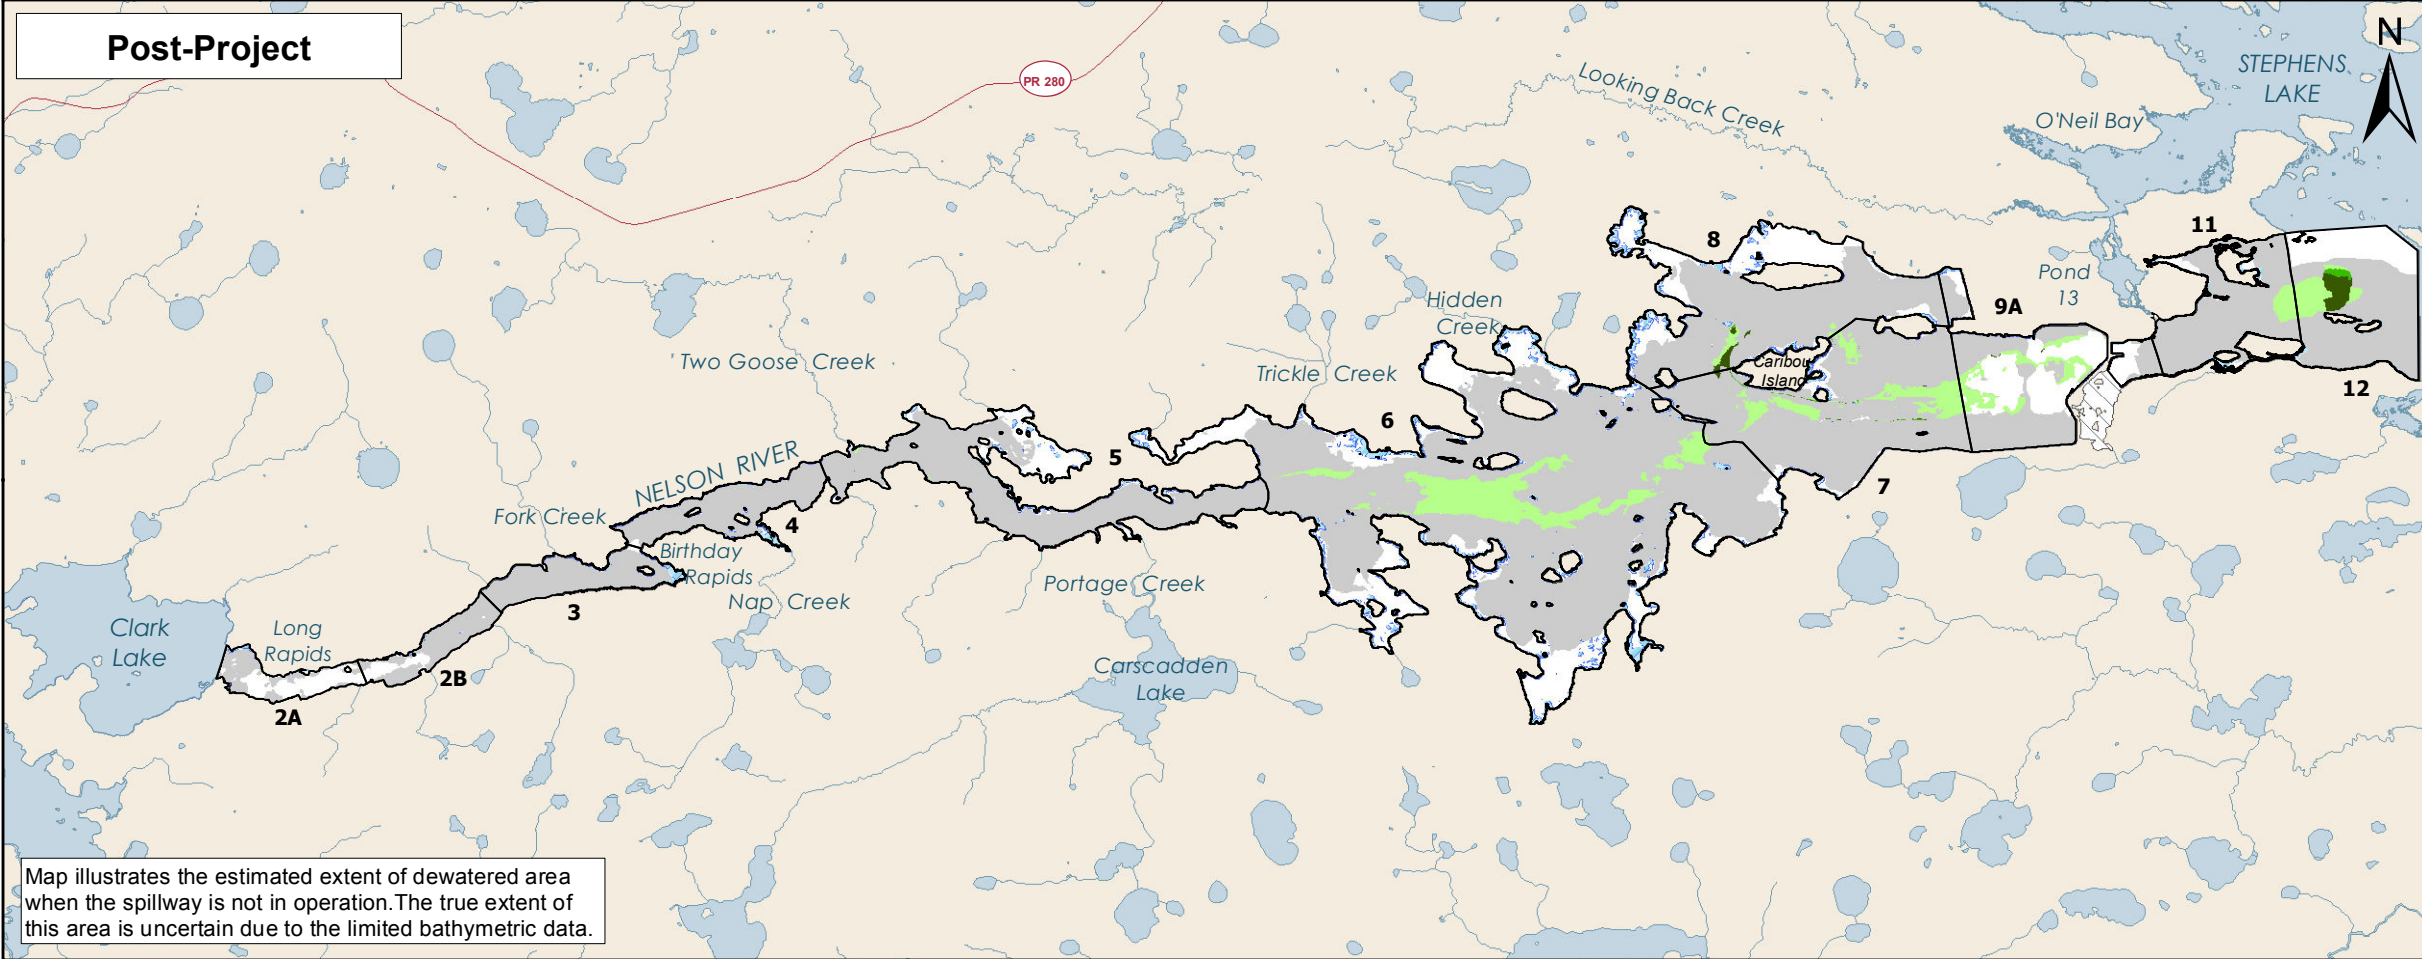 Post-Project
N
PR 280
STEPHENS
LAKE
Looking Back Creek
O'Neil Bay
11
8
Pond
13
9A
Hidden
Creek
Two Goose Creek
Trickle Creek
Caribou
Island
12
6
5
7
NELSON RIVER
Fork Creek
4
Birthday
Rapids
Portage Creek
Nap Creek
3
Clark
Lake
Long
Rapids
2B
Carscadden
Lake
2A
Map illustrates the estimated extent of dewatered area
when the spillway is not in operation.The true extent of
this area is uncertain due to the limited bathymetric data.